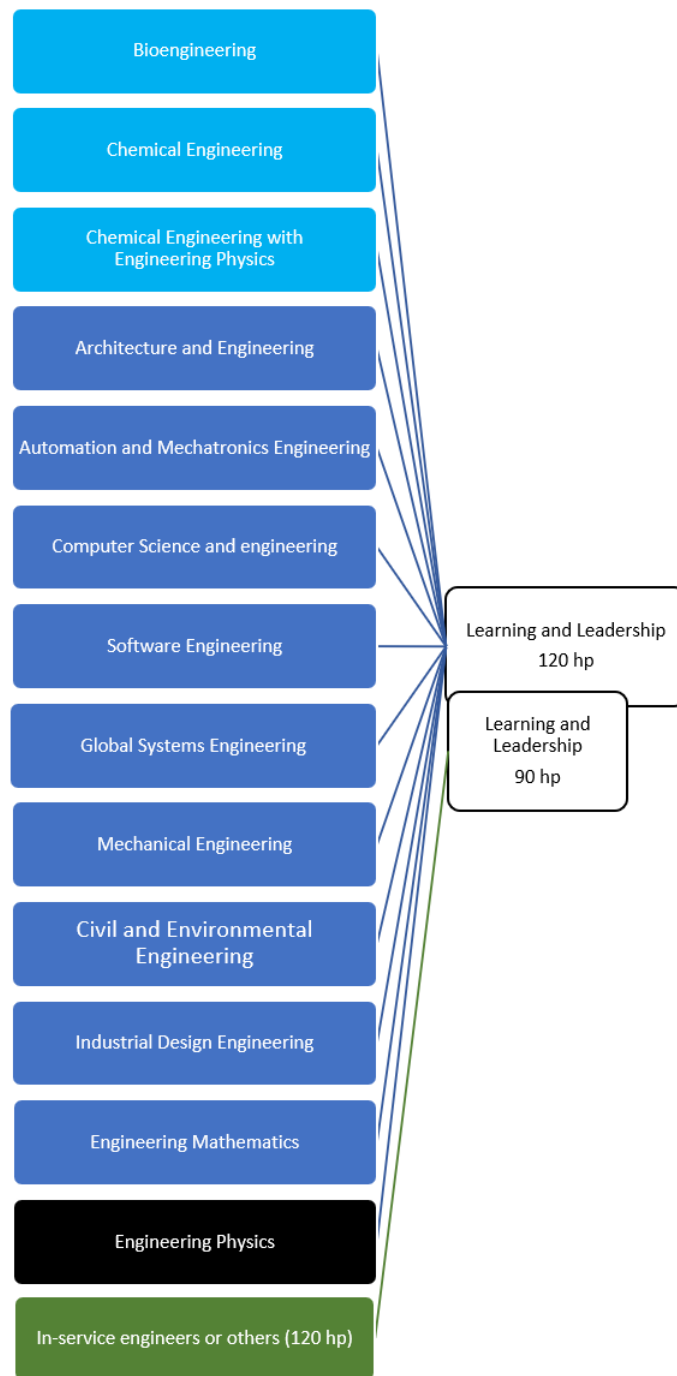 Bioengineering
Chemical Engineering
Chemical Engineering with
Engineering Physics
Architecture and Engineering
Automation and Mechatronics Engineering
Computer Science and engineering
Software Engineering
Global Systems Engineering
Mechanical Engineering
Civil and Environmental
Engineering
Industrial Design Engineering
Engineering Mathematics
Engineering Physics
In-service engineers or others (120 hp)
Learning and Leadership
120 hp
Learning and
Leadership
90 hp